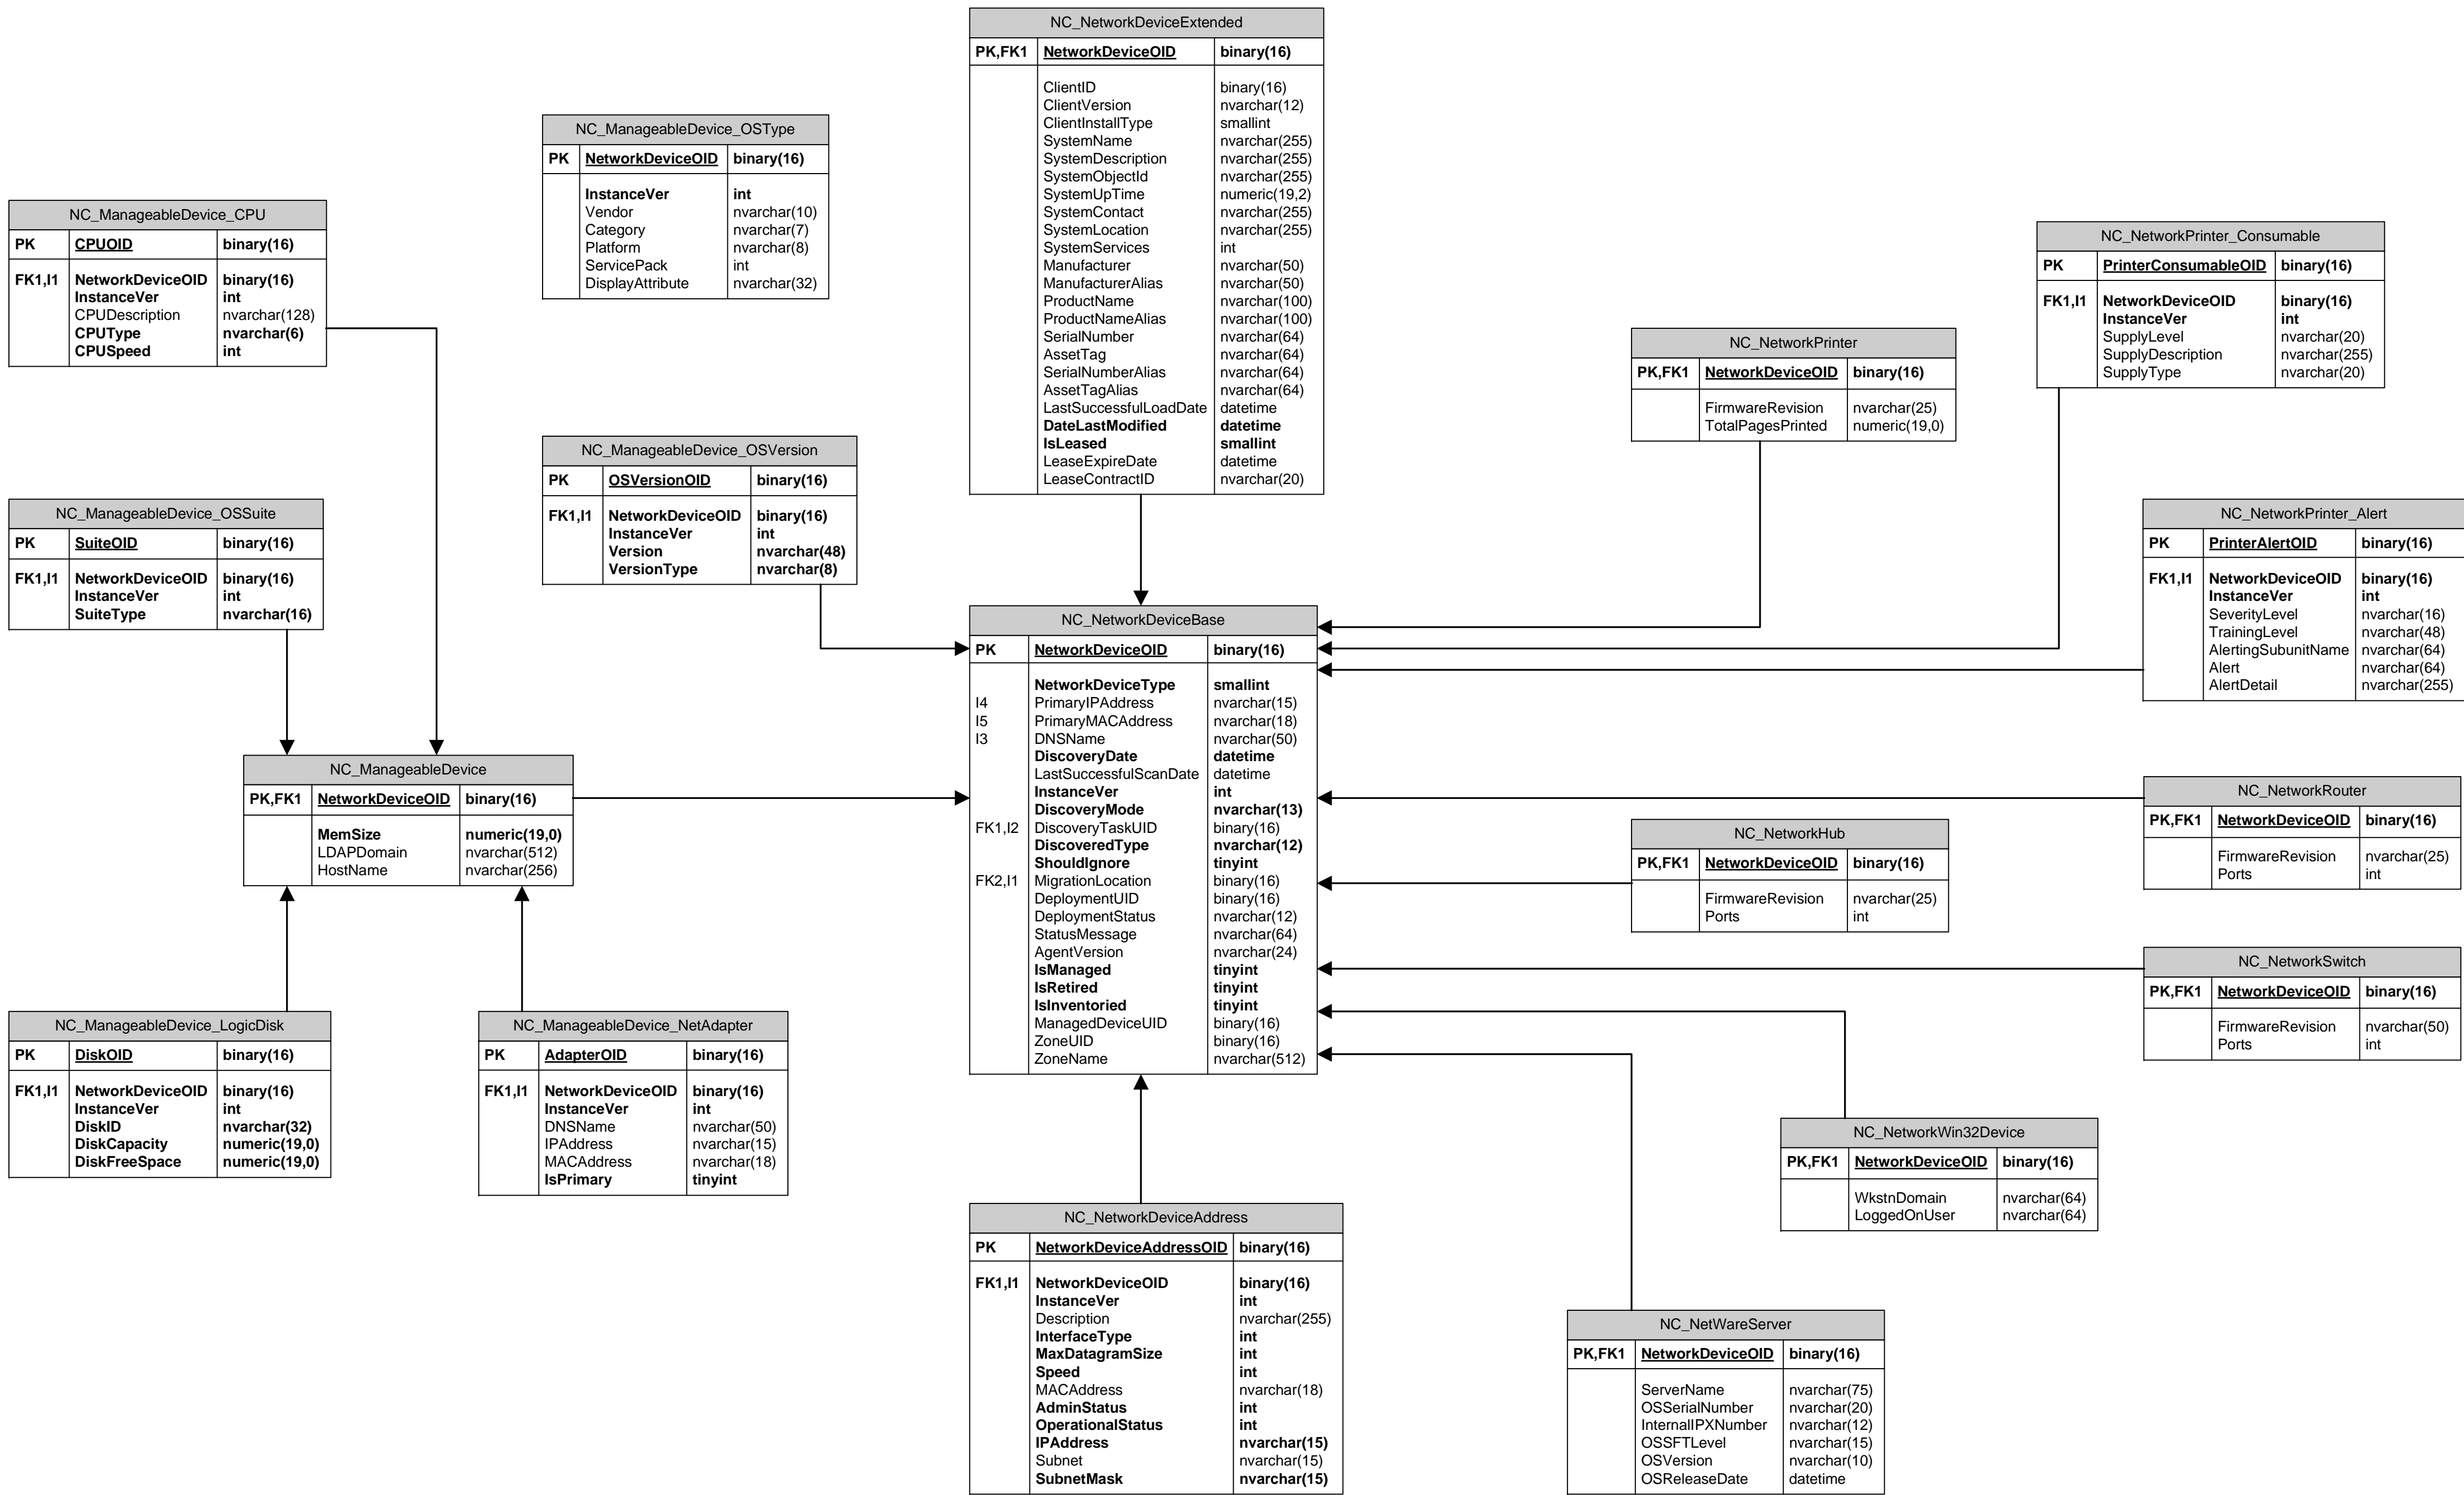 NC_NetworkDeviceExtended
PK,FK1 NetworkDeviceOID binary(16)
ClientID binary(16)
ClientVersion nvarchar(12)
ClientInstallType smallint
SystemName nvarchar(255)
SystemDescription nvarchar(255)
SystemObjectId nvarchar(255)
SystemUpTime numeric(19,2)
SystemContact nvarchar(255)
SystemLocation nvarchar(255)
SystemServices int
Manufacturer nvarchar(50)
ManufacturerAlias nvarchar(50)
ProductName nvarchar(100)
ProductNameAlias nvarchar(100)
SerialNumber nvarchar(64)
AssetTag nvarchar(64)
SerialNumberAlias nvarchar(64)
AssetTagAlias nvarchar(64)
LastSuccessfulLoadDate datetime
DateLastModified datetime
IsLeased smallint
LeaseExpireDate datetime
LeaseContractID nvarchar(20)
NC_ManageableDevice_OSType
PK NetworkDeviceOID binary(16)
InstanceVer int
Vendor nvarchar(10)
Category nvarchar(7)
Platform nvarchar(8)
ServicePack int
DisplayAttribute nvarchar(32)
NC_ManageableDevice_CPU
PK CPUOID binary(16)
FK1,I1 NetworkDeviceOID binary(16)
InstanceVer int
CPUDescription nvarchar(128)
CPUType nvarchar(6)
CPUSpeed int
NC_NetworkPrinter_Consumable
PK PrinterConsumableOID binary(16)
FK1,I1 NetworkDeviceOID binary(16)
InstanceVer int
SupplyLevel nvarchar(20)
SupplyDescription nvarchar(255)
SupplyType nvarchar(20)
NC_NetworkPrinter
PK,FK1 NetworkDeviceOID binary(16)
FirmwareRevision nvarchar(25)
TotalPagesPrinted numeric(19,0)
NC_ManageableDevice_OSVersion
PK OSVersionOID binary(16)
FK1,I1 NetworkDeviceOID binary(16)
InstanceVer int
Version nvarchar(48)
VersionType nvarchar(8)
NC_ManageableDevice_OSSuite
PK SuiteOID binary(16)
FK1,I1 NetworkDeviceOID binary(16)
InstanceVer int
SuiteType nvarchar(16)
NC_NetworkPrinter_Alert
PK PrinterAlertOID binary(16)
FK1,I1 NetworkDeviceOID binary(16)
InstanceVer int
SeverityLevel nvarchar(16)
TrainingLevel nvarchar(48)
AlertingSubunitName nvarchar(64)
Alert nvarchar(64)
AlertDetail nvarchar(255)
NC_NetworkDeviceBase
PK NetworkDeviceOID binary(16)
NetworkDeviceType smallint
I4 PrimaryIPAddress nvarchar(15)
I5 PrimaryMACAddress nvarchar(18)
I3 DNSName nvarchar(50)
DiscoveryDate datetime
LastSuccessfulScanDate datetime
InstanceVer int
DiscoveryMode nvarchar(13)
FK1,I2 DiscoveryTaskUID binary(16)
DiscoveredType nvarchar(12)
ShouldIgnore tinyint
FK2,I1 MigrationLocation binary(16)
DeploymentUID binary(16)
DeploymentStatus nvarchar(12)
StatusMessage nvarchar(64)
AgentVersion nvarchar(24)
IsManaged tinyint
IsRetired tinyint
IsInventoried tinyint
ManagedDeviceUID binary(16)
ZoneUID binary(16)
ZoneName nvarchar(512)
NC_ManageableDevice
PK,FK1 NetworkDeviceOID binary(16)
MemSize numeric(19,0)
LDAPDomain nvarchar(512)
HostName nvarchar(256)
NC_NetworkRouter
PK,FK1 NetworkDeviceOID binary(16)
FirmwareRevision nvarchar(25)
Ports int
NC_NetworkHub
PK,FK1 NetworkDeviceOID binary(16)
FirmwareRevision nvarchar(25)
Ports int
NC_NetworkSwitch
PK,FK1 NetworkDeviceOID binary(16)
FirmwareRevision nvarchar(50)
Ports int
NC_ManageableDevice_LogicDisk
PK DiskOID binary(16)
FK1,I1 NetworkDeviceOID binary(16)
InstanceVer int
DiskID nvarchar(32)
DiskCapacity numeric(19,0)
DiskFreeSpace numeric(19,0)
NC_ManageableDevice_NetAdapter
PK AdapterOID binary(16)
FK1,I1 NetworkDeviceOID binary(16)
InstanceVer int
DNSName nvarchar(50)
IPAddress nvarchar(15)
MACAddress nvarchar(18)
IsPrimary tinyint
NC_NetworkWin32Device
PK,FK1 NetworkDeviceOID binary(16)
WkstnDomain nvarchar(64)
LoggedOnUser nvarchar(64)
NC_NetworkDeviceAddress
PK NetworkDeviceAddressOID binary(16)
FK1,I1 NetworkDeviceOID binary(16)
InstanceVer int
Description nvarchar(255)
InterfaceType int
MaxDatagramSize int
Speed int
MACAddress nvarchar(18)
AdminStatus int
OperationalStatus int
IPAddress nvarchar(15)
Subnet nvarchar(15)
SubnetMask nvarchar(15)
NC_NetWareServer
PK,FK1 NetworkDeviceOID binary(16)
ServerName nvarchar(75)
OSSerialNumber nvarchar(20)
InternalIPXNumber nvarchar(12)
OSSFTLevel nvarchar(15)
OSVersion nvarchar(10)
OSReleaseDate datetime